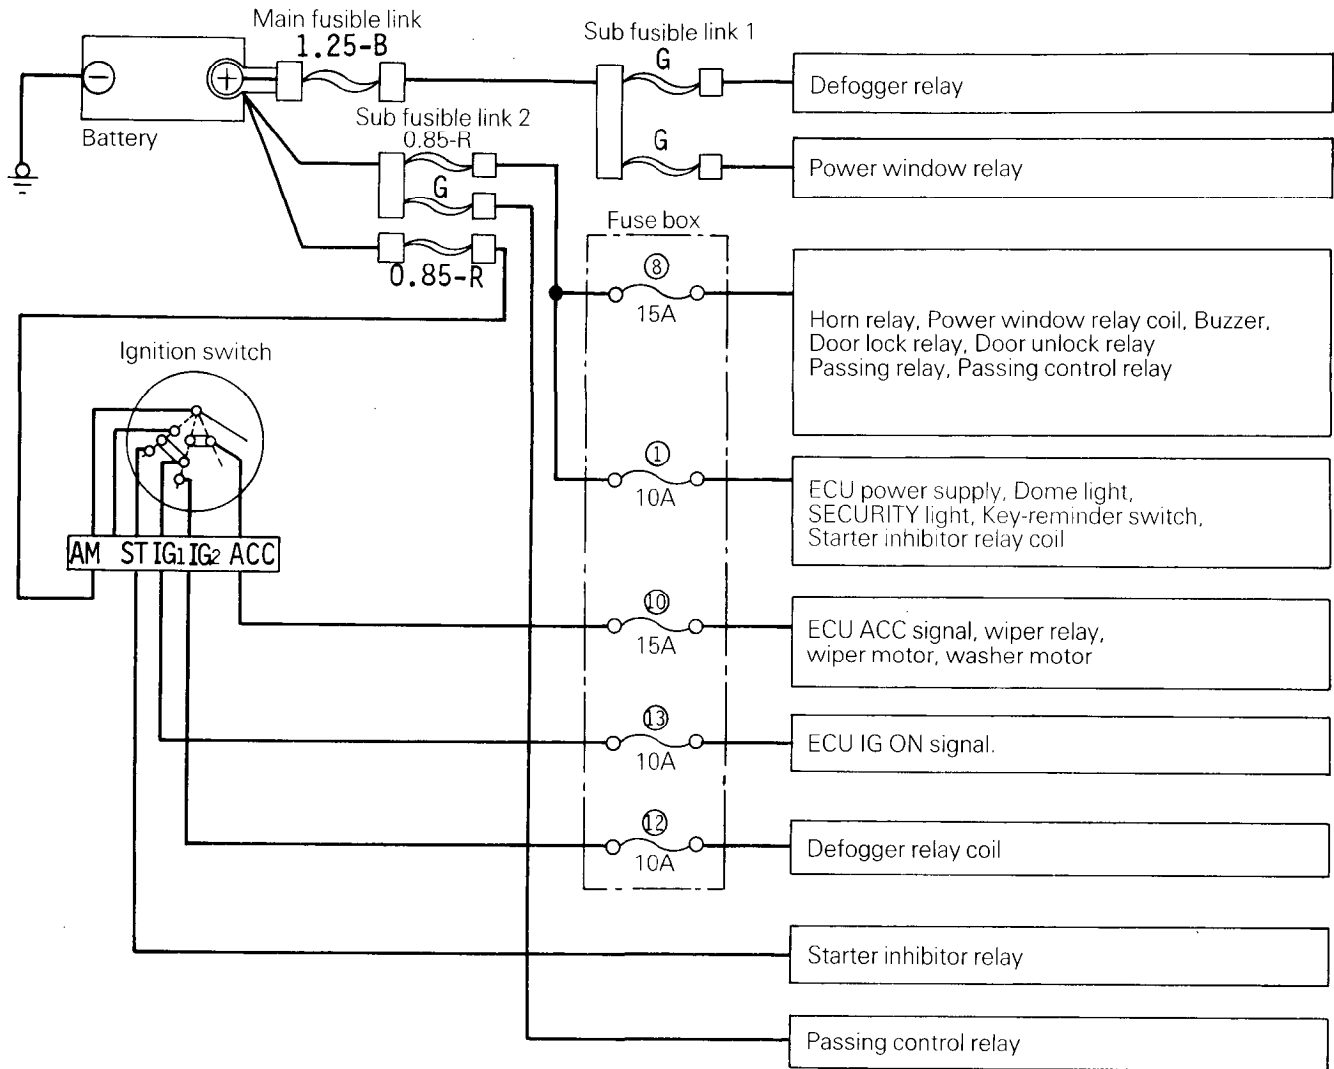 Main fusible link
1.25-B
Sub fusible link 1
G
Defogger relay
Battery
Sub fusible link 2
0.85-R
G
Power window relay
G
0.85-R
Fuse box
8
15A
Horn relay, Power window relay coil, Buzzer,
Door lock relay, Door unlock relay
Passing relay, Passing control relay
Ignition switch
1
10A
ECU power supply, Dome light,
SECURITY light, Key-reminder switch,
Starter inhibitor relay coil
AM ST IG1 IG2 ACC
10
15A
ECU ACC signal, wiper relay,
wiper motor, washer motor
13
10A
ECU IG ON signal.
12
10A
Defogger relay coil
Starter inhibitor relay
Passing control relay